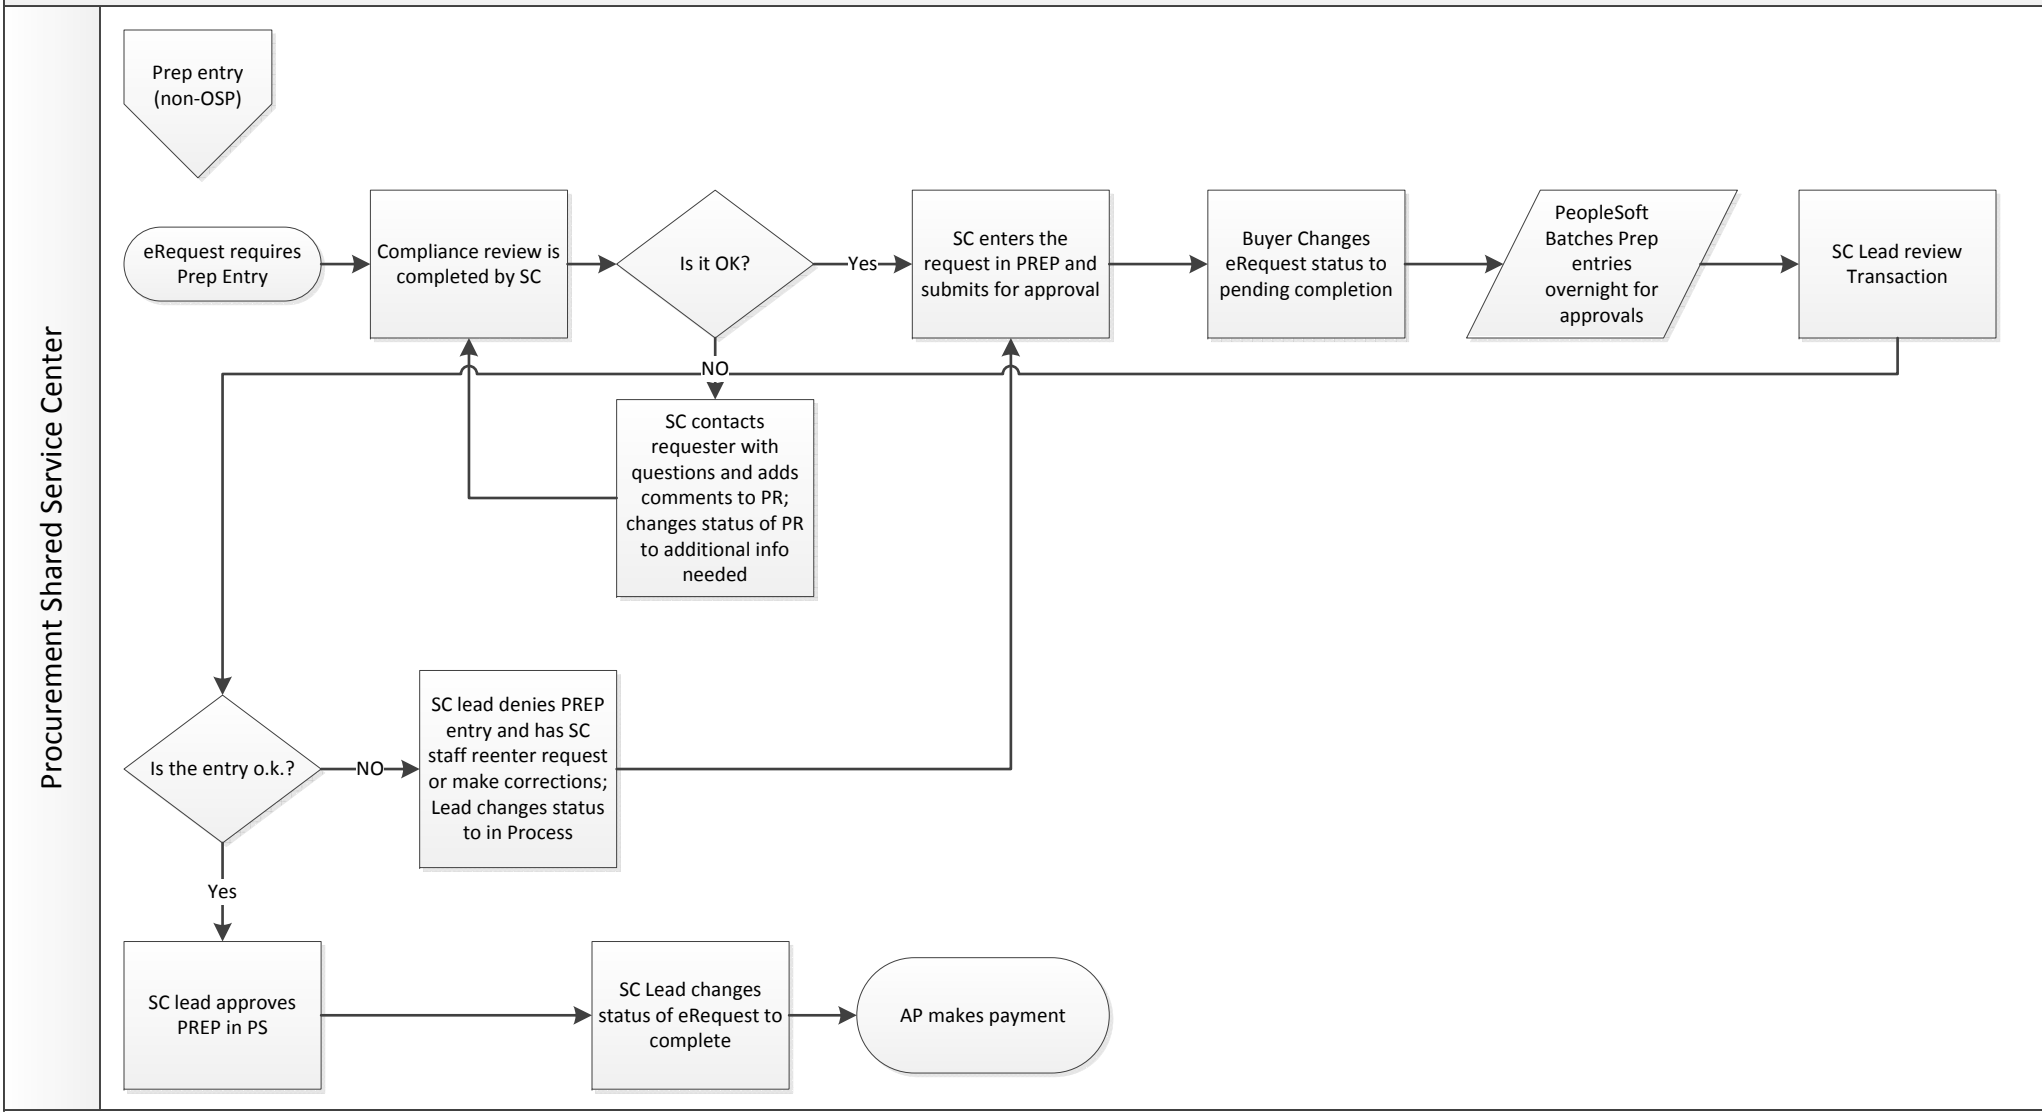 Procurement Shared Service Center
Prep entry
(non-OSP)
eRequest requires
Prep Entry
Compliance review is
completed by SC
Is it OK?
Yes
SC enters the
request in PREP and
submits for approval
Buyer Changes
eRequest status to
pending completion
PeopleSoft
Batches Prep
entries
overnight for
approvals
SC Lead review
Transaction
NO
SC contacts
requester with
questions and adds
comments to PR;
changes status of PR
to additional info
needed
Is the entry o.k.?
NO
SC lead denies PREP
entry and has SC
staff reenter request
or make corrections;
Lead changes status
to in Process
Yes
SC lead approves
PREP in PS
SC Lead changes
status of eRequest to
complete
AP makes payment